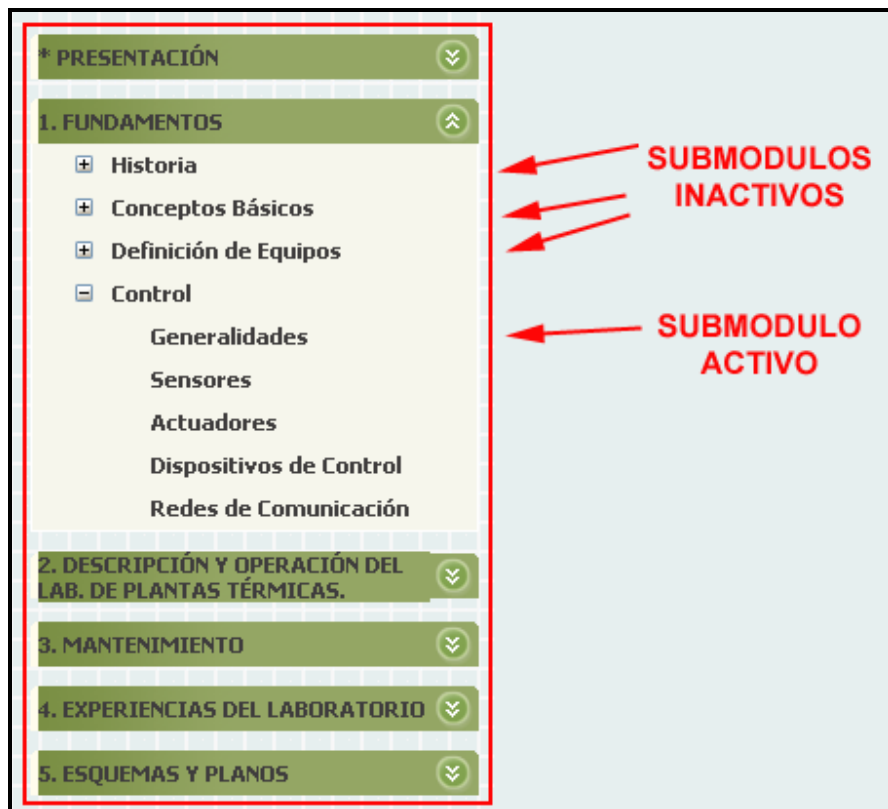 * PRESENTACIÓN
1. FUNDAMENTOS
Historia
Conceptos Básicos
Definición de Equipos
Control
Generalidades
Sensores
Actuadores
Dispositivos de Control
Redes de Comunicación
2. DESCRIPCIÓN Y OPERACIÓN DEL
LAB. DE PLANTAS TÉRMICAS.
3. MANTENIMIENTO
4. EXPERIENCIAS DEL LABORATORIO
5. ESQUEMAS Y PLANOS
SUBMODULOS
INACTIVOS
SUBMODULO
ACTIVO